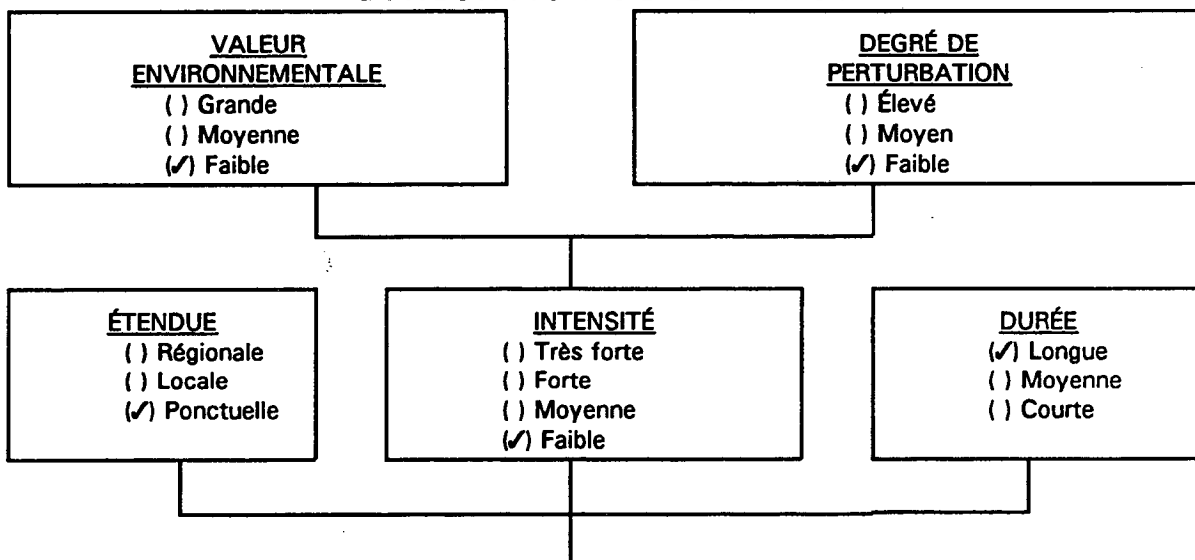 VALEUR
ENVIRONNEMENTALE
( ) Grande
( ) Moyenne
(✓) Faible
DEGRÉ DE
PERTURBATION
( ) Élevé
( ) Moyen
(✓) Faible
ÉTENDUE
( ) Régionale
( ) Locale
(✓) Ponctuelle
INTENSITÉ
( ) Très forte
( ) Forte
( ) Moyenne
(✓) Faible
DURÉE
(✓) Longue
( ) Moyenne
( ) Courte